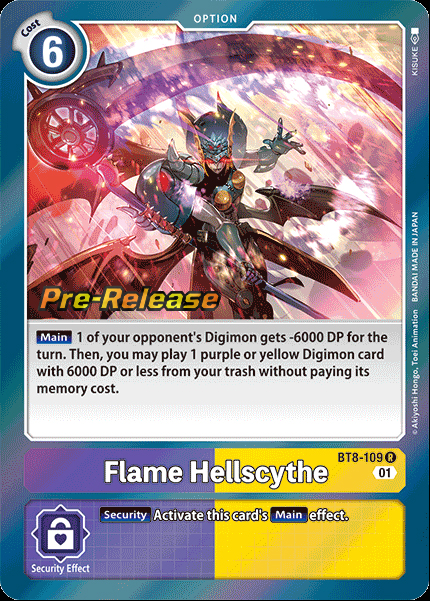 OPTION
Cost
6
KISUKE
Pre-Release
Main 1 of your opponent's Digimon gets -6000 DP for the
turn. Then, you may play 1 purple or yellow Digimon card
with 6000 DP or less from your trash without paying its
memory cost.
© Akiyoshi Hongo, Toei Animation BANDAI MADE IN JAPAN
BT8-109 R
Flame Hellscythe
01
Security Activate this card's Main effect.
Security Effect